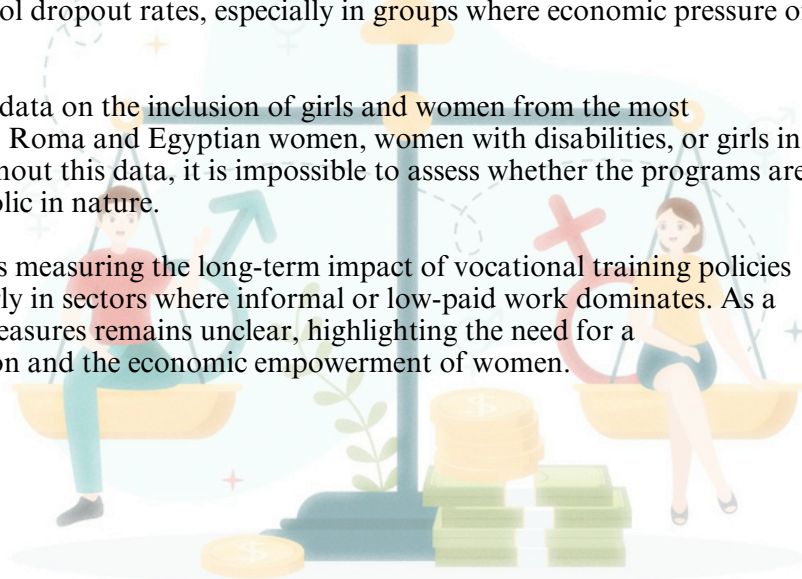 ol dropout rates, especially in groups where economic pressure or
data on the inclusion of girls and women from the most
Roma and Egyptian women, women with disabilities, or girls in
hout this data, it is impossible to assess whether the programs are
olic in nature.
s measuring the long-term impact of vocational training policies
rly in sectors where informal or low-paid work dominates. As a
easures remains unclear, highlighting the need for a
on and the economic empowerment of women.